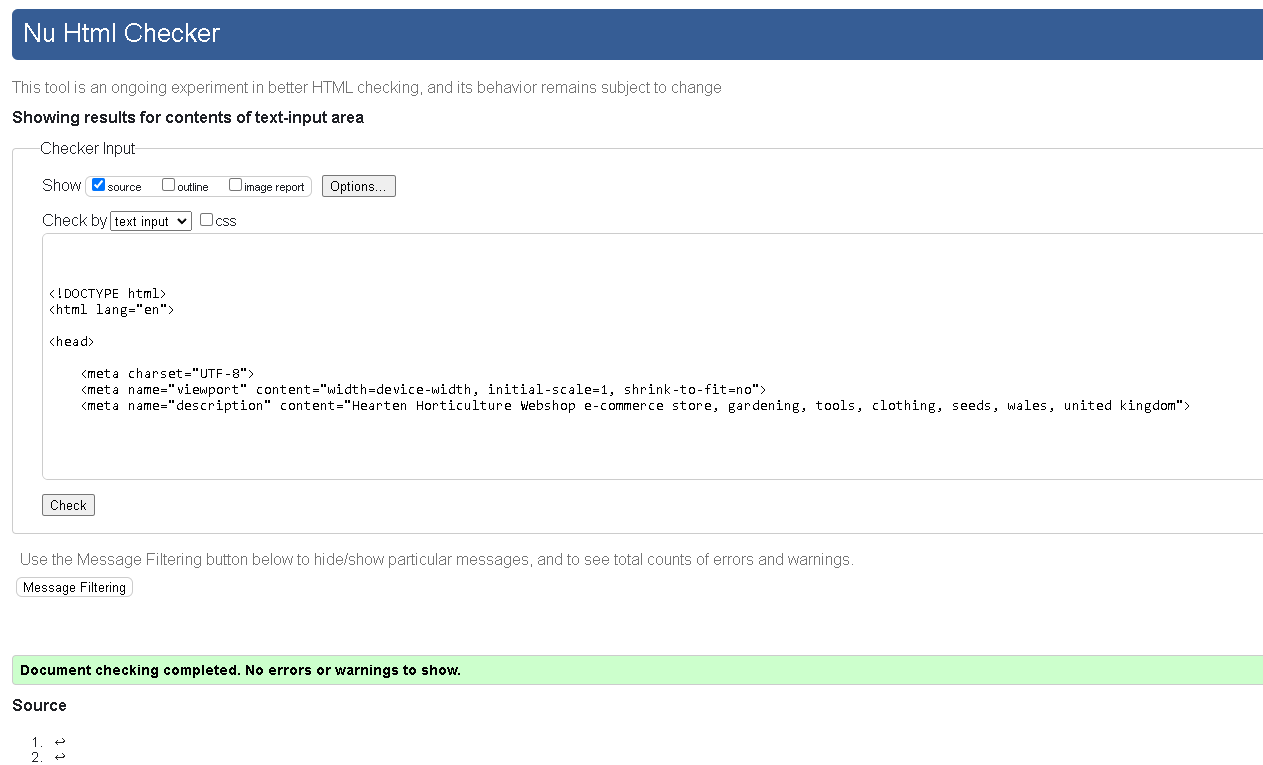 Nu Html Checker
This tool is an ongoing experiment in better HTML checking, and its behavior remains subject to change
Showing results for contents of text-input area
Checker Input
Show source outline image report Options...
Check by text input css
<!DOCTYPE html>
<html lang="en">
<head>
<meta charset="UTF-8">
<meta name="viewport" content="width=device-width, initial-scale=1, shrink-to-fit=no">
<meta name="description" content="Hearten Horticulture Webshop e-commerce store, gardening, tools, clothing, seeds, wales, united kingdom">
Check
Use the Message Filtering button below to hide/show particular messages, and to see total counts of errors and warnings.
Message Filtering
Document checking completed. No errors or warnings to show.
Source
1. ↩
2. ↩